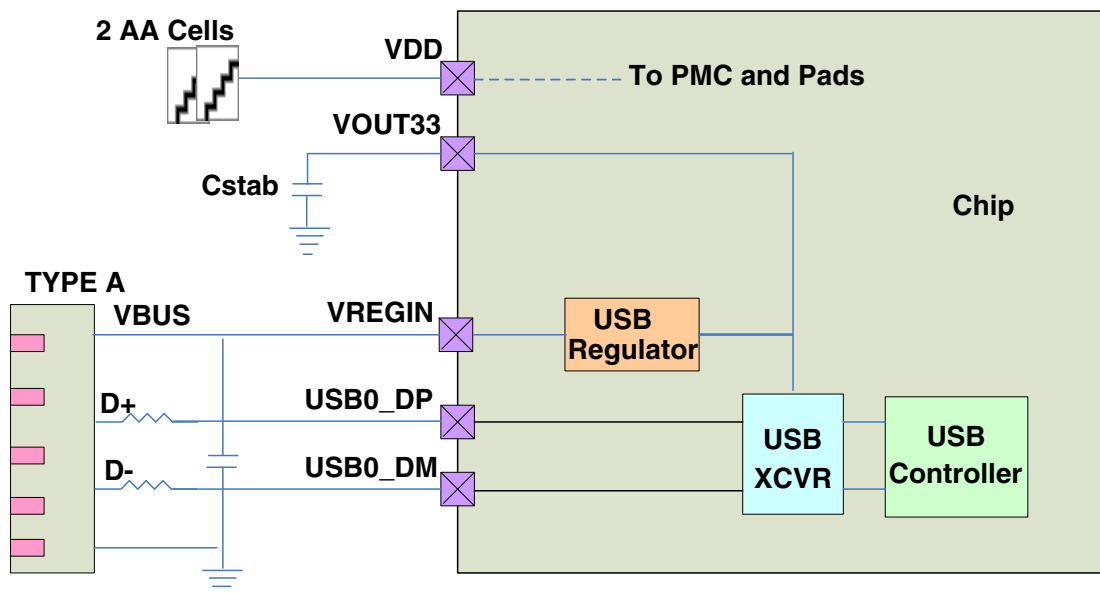 2 AA Cells
VDD
To PMC and Pads
VOUT33
Cstab
Chip
TYPE A
VBUS
VREGIN
USB
Regulator
D+
USB0_DP
D-
USB0_DM
USB
XCVR
USB
Controller